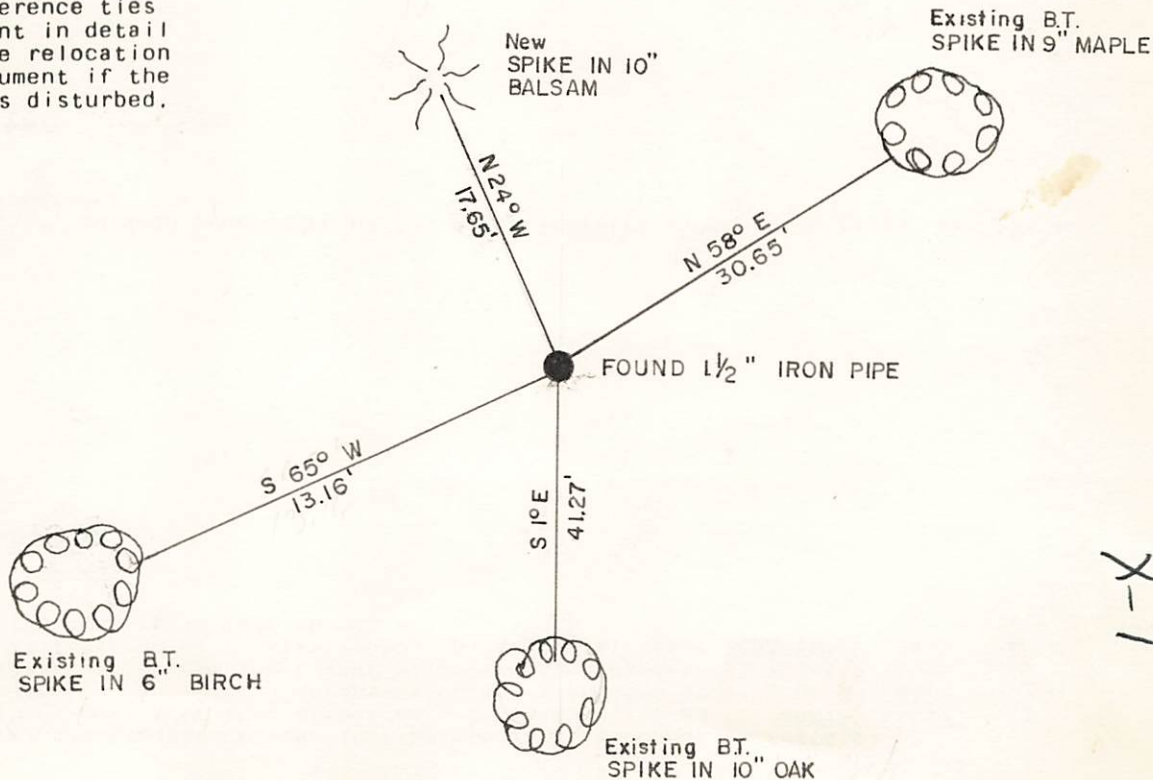 erence ties
nt in detail
e relocation
ument if the
s disturbed.
New
SPIKE IN 10"
BALSAM
Existing B.T.
SPIKE IN 9" MAPLE
N 24° W
17.65'
N 58° E
30.65'
FOUND 1½" IRON PIPE
S 65° W
13.16'
S 1° E
41.27'
Existing B.T.
SPIKE IN 6" BIRCH
Existing B.T.
SPIKE IN 10" OAK
X-1